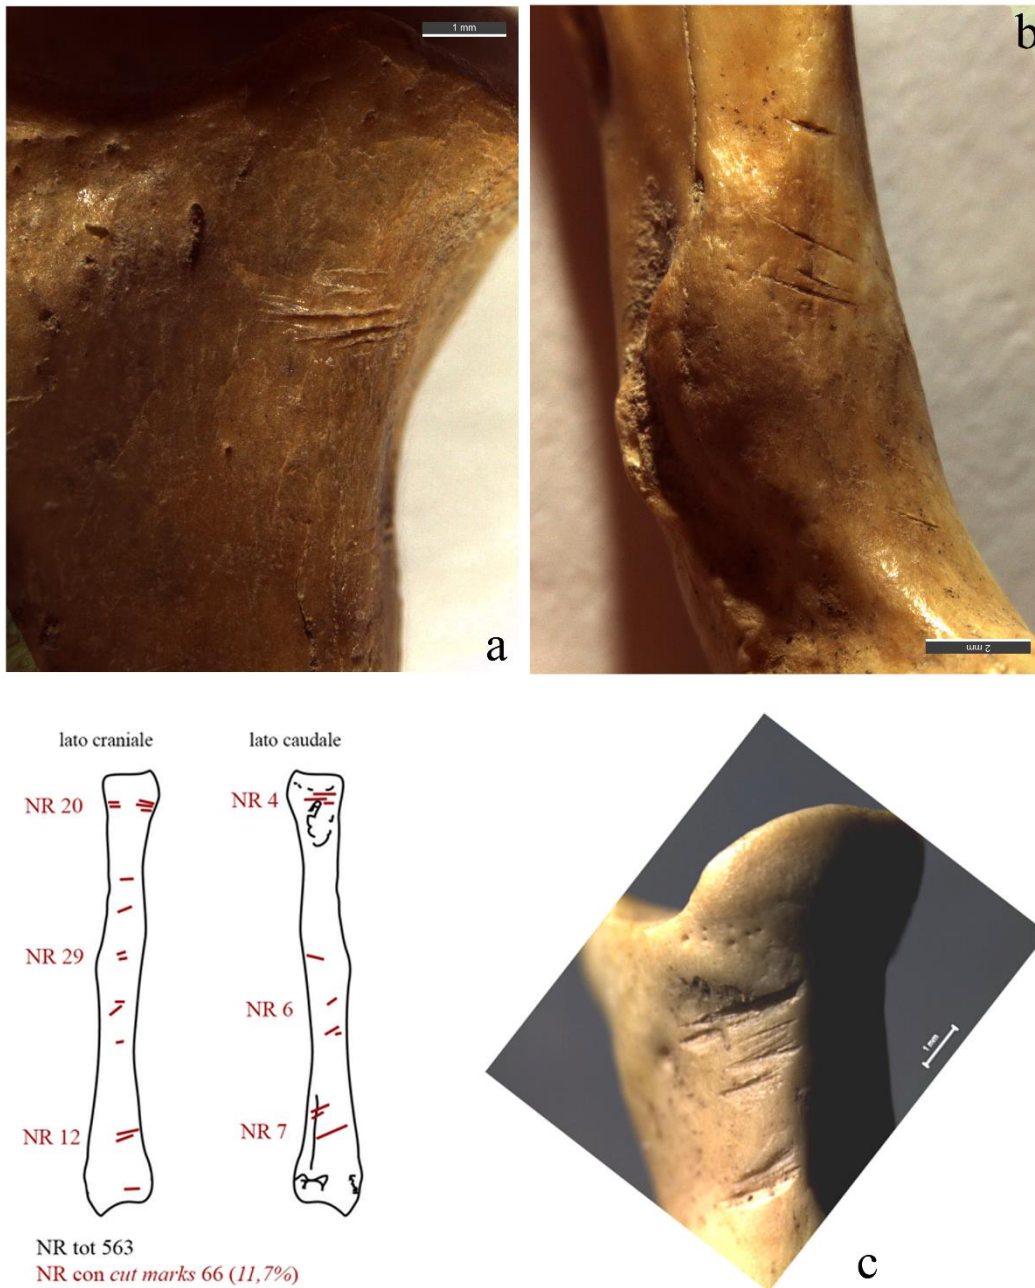 1 mm
a
b
2 mm
lato craniale
lato caudale
NR 20
NR 4
NR 29
NR 6
NR 12
NR 7
NR tot 563
NR con cut marks 66 (11,7%)
1 mm
c